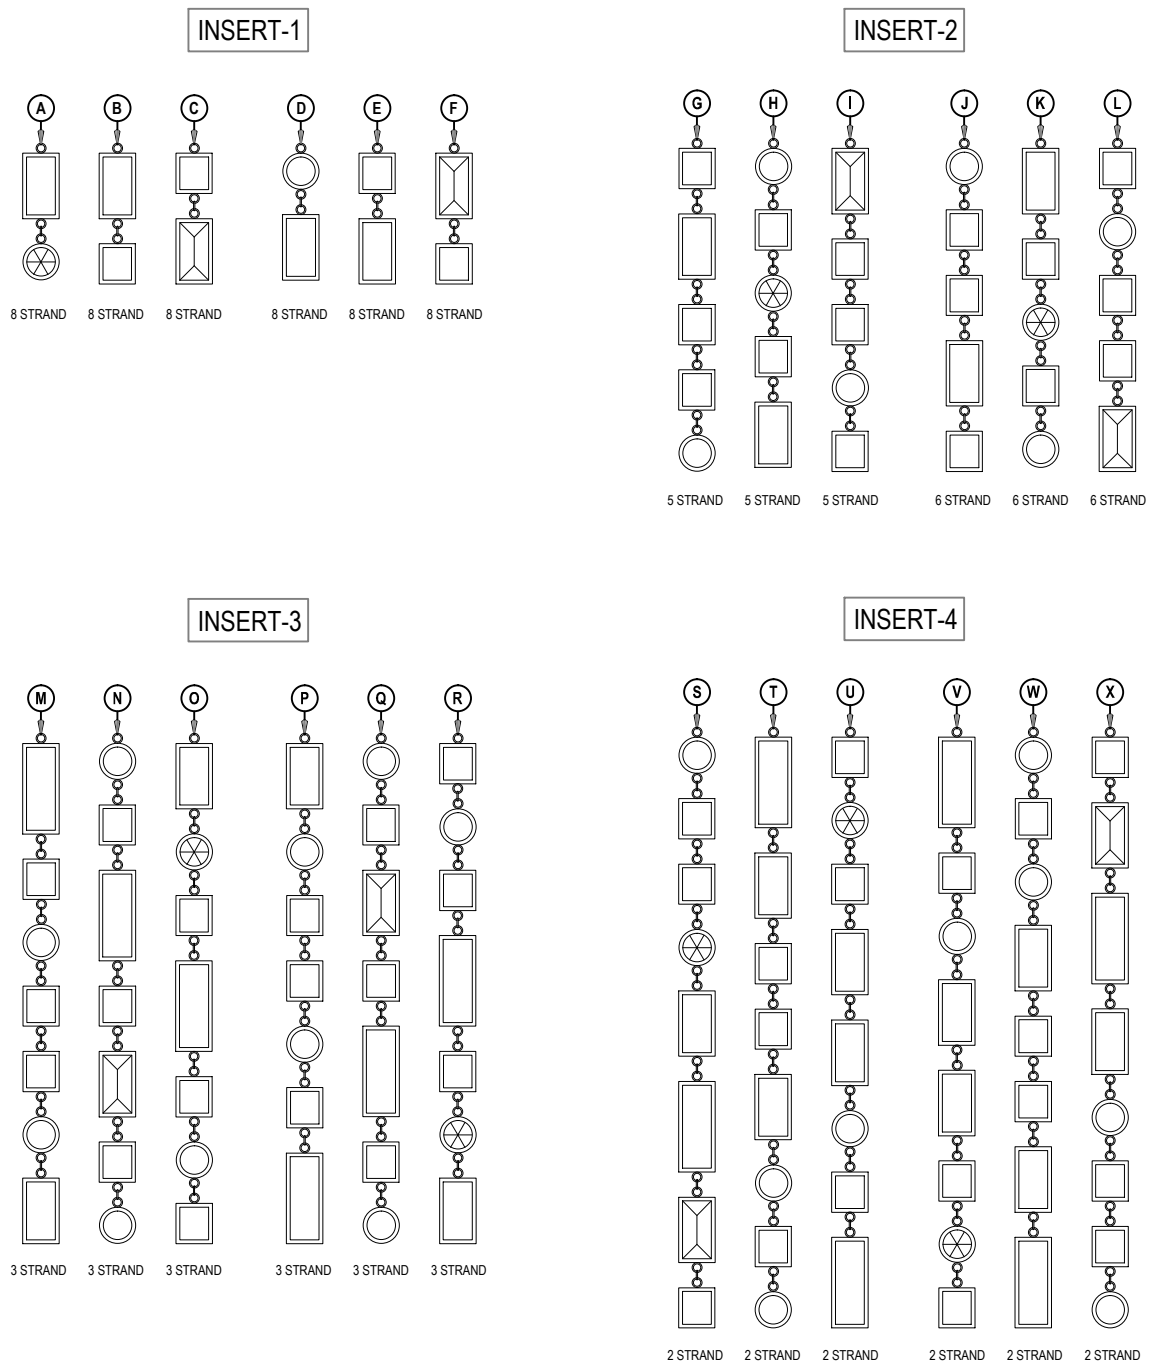 INSERT-1
A B C D E F
8 STRAND 8 STRAND 8 STRAND 8 STRAND 8 STRAND 8 STRAND
INSERT-2
G H I J K L
5 STRAND 5 STRAND 5 STRAND 6 STRAND 6 STRAND 6 STRAND
INSERT-3
M N O P Q R
3 STRAND 3 STRAND 3 STRAND 3 STRAND 3 STRAND 3 STRAND
INSERT-4
S T U V W X
2 STRAND 2 STRAND 2 STRAND 2 STRAND 2 STRAND 2 STRAND